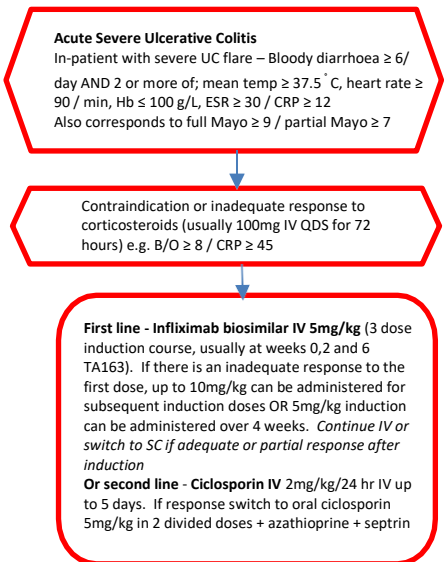 Acute Severe Ulcerative Colitis
In-patient with severe UC flare – Bloody diarrhoea ≥ 6/
day AND 2 or more of; mean temp ≥ 37.5˚ C, heart rate ≥
90 / min, Hb ≤ 100 g/L, ESR ≥ 30 / CRP ≥ 12
Also corresponds to full Mayo ≥ 9 / partial Mayo ≥ 7
Contraindication or inadequate response to
corticosteroids (usually 100mg IV QDS for 72
hours) e.g. B/O ≥ 8 / CRP ≥ 45
First line - Infliximab biosimilar IV 5mg/kg (3 dose
induction course, usually at weeks 0,2 and 6
TA163). If there is an inadequate response to the
first dose, up to 10mg/kg can be administered for
subsequent induction doses OR 5mg/kg induction
can be administered over 4 weeks. Continue IV or
switch to SC if adequate or partial response after
induction
Or second line - Ciclosporin IV 2mg/kg/24 hr IV up
to 5 days. If response switch to oral ciclosporin
5mg/kg in 2 divided doses + azathioprine + septrin